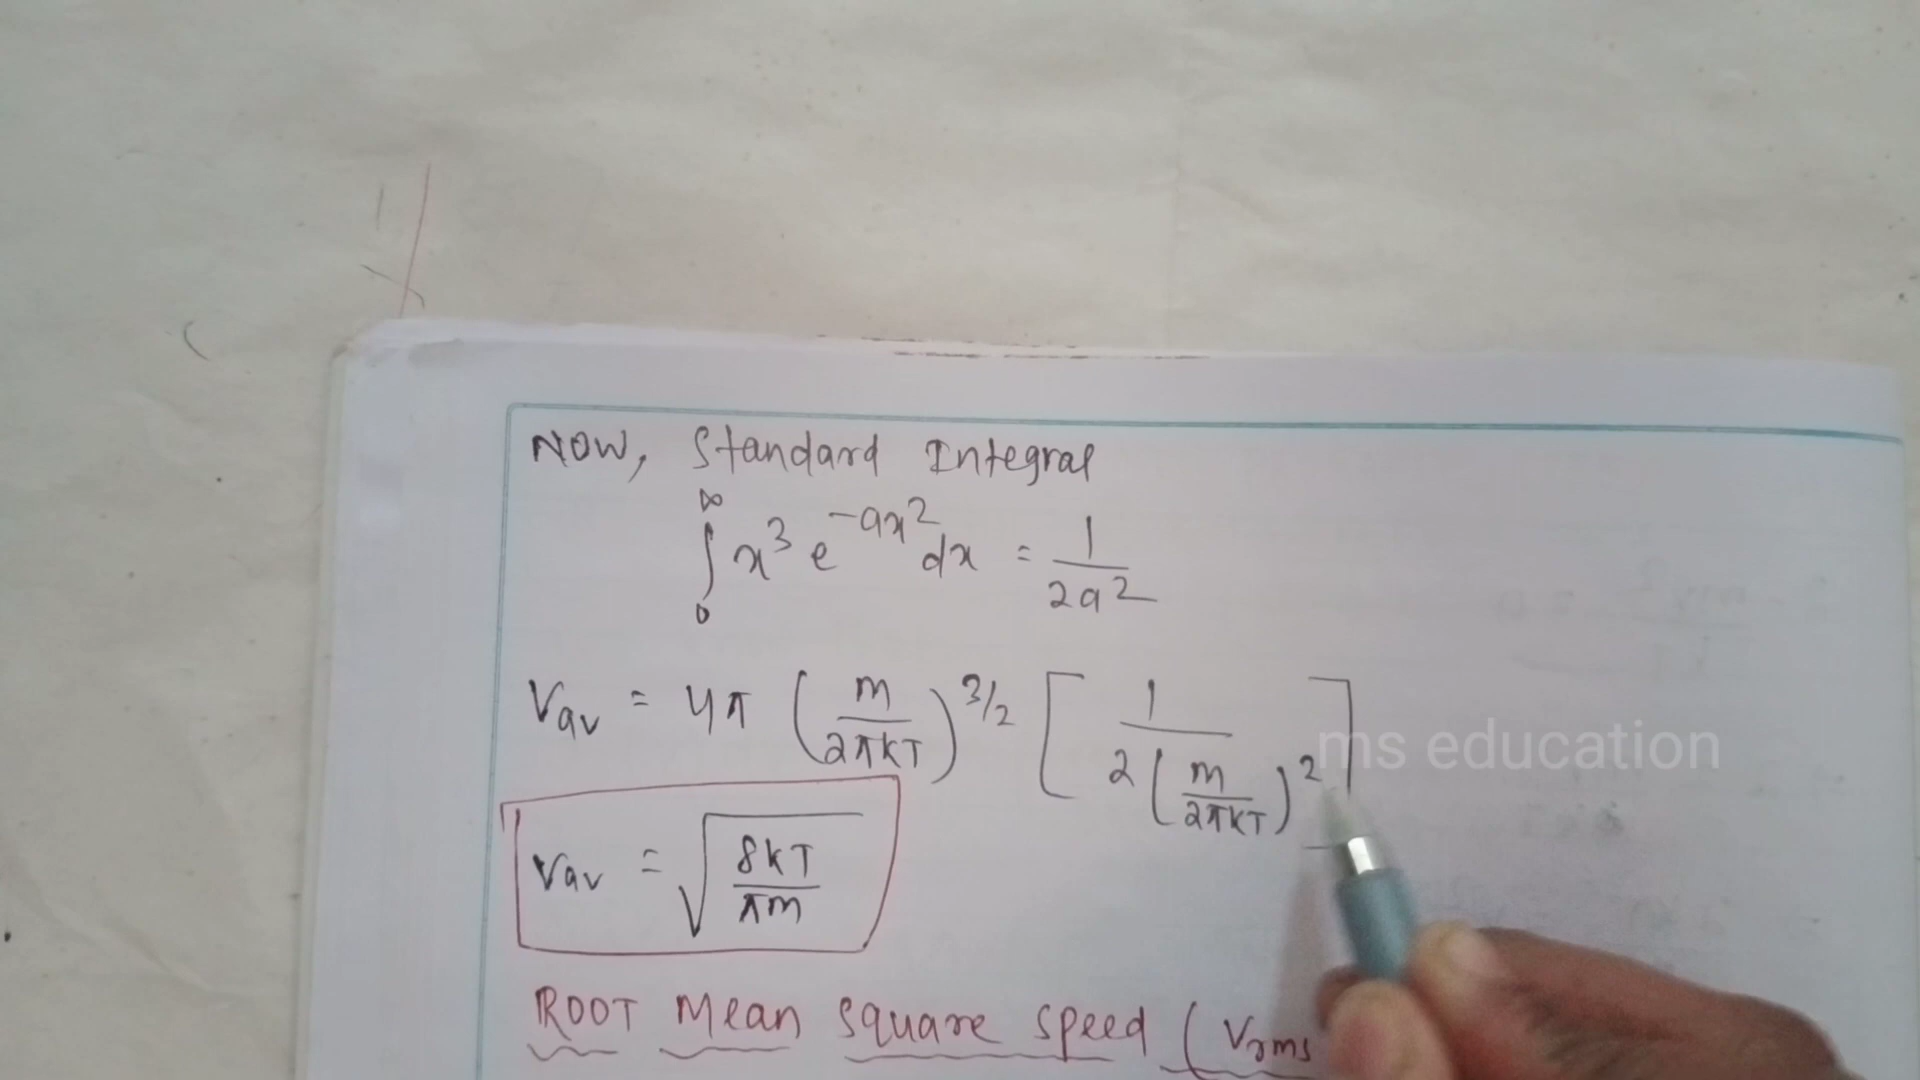 NOW, Standard Integral
∫₀^∞ x³ e^(-ax²) dx = 1/(2a²)
Vav = 4π (m/(2πkT))^(3/2) [1/(2(m/(2πkT))²)]
ms education
Vav = √(8kT/(πm))
ROOT Mean square speed (Vrms